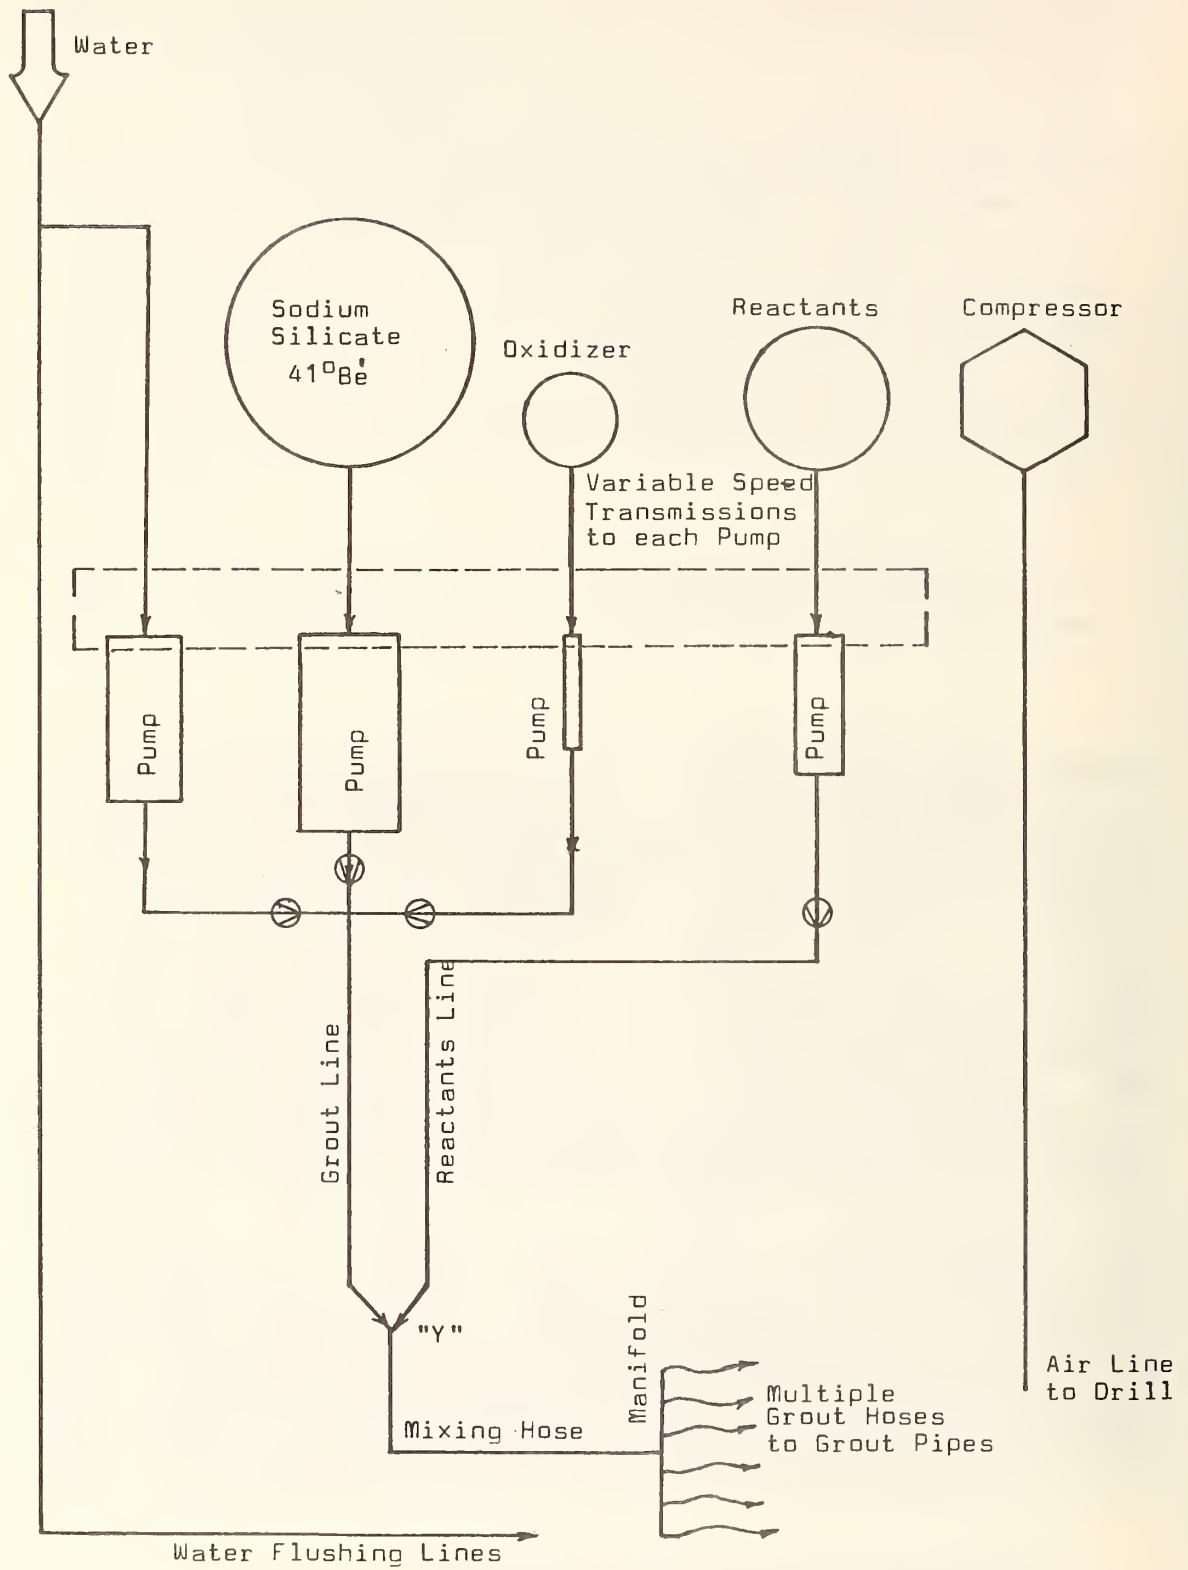 Water
Sodium
Silicate
41°Bé
Oxidizer
Reactants
Compressor
Variable Speed
Transmissions
to each Pump
Pump
Pump
Pump
Pump
Grout Line
Reactants Line
"Y"
Manifold
Mixing Hose
Multiple
Grout Hoses
to Grout Pipes
Air Line
to Drill
Water Flushing Lines